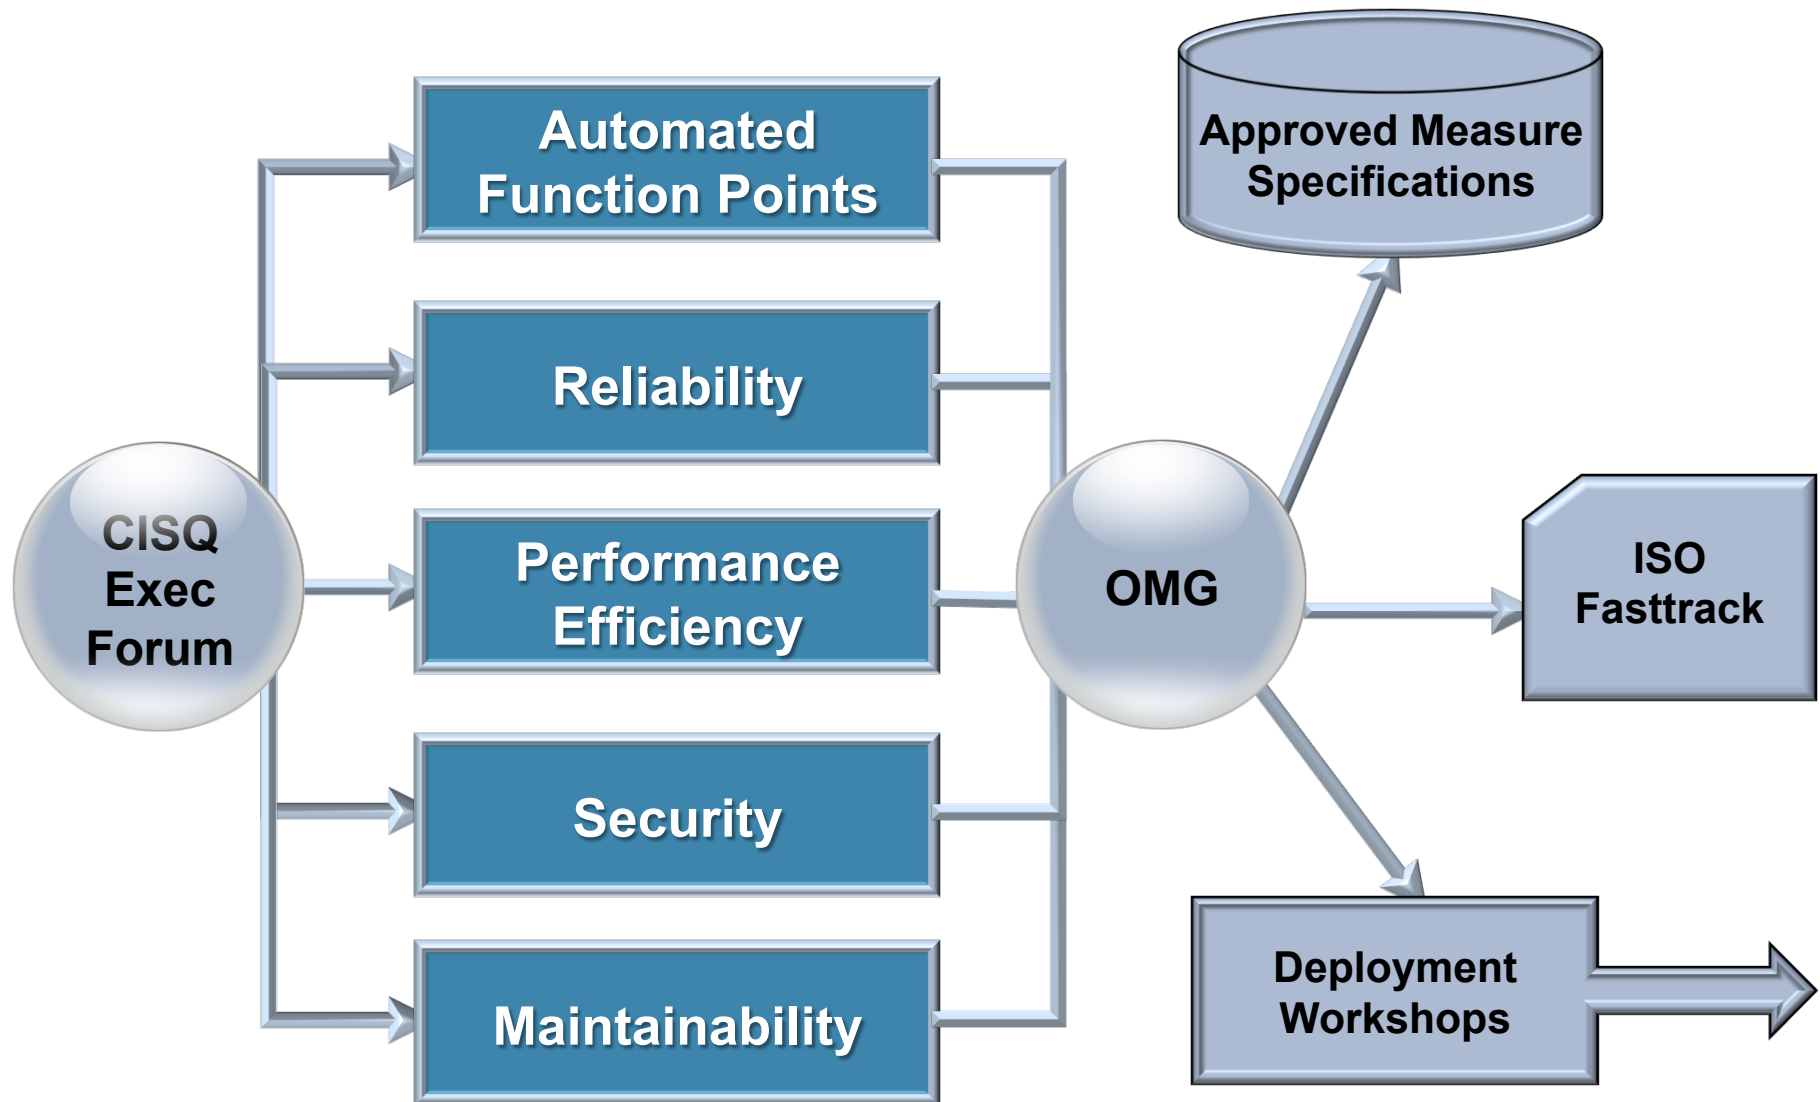 CISQ
Exec
Forum
Automated
Function Points
Reliability
Performance
Efficiency
Security
Maintainability
OMG
Approved Measure
Specifications
ISO
Fasttrack
Deployment
Workshops